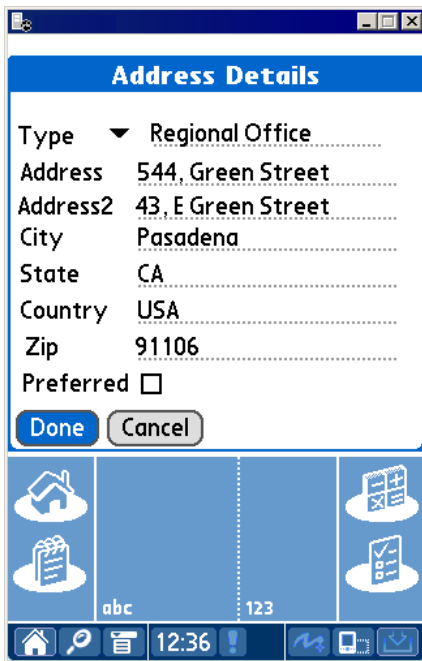 Address Details
Type Regional Office
Address 544, Green Street
Address2 43, E Green Street
City Pasadena
State CA
Country USA
Zip 91106
Preferred
Done Cancel
abc 123
12:36